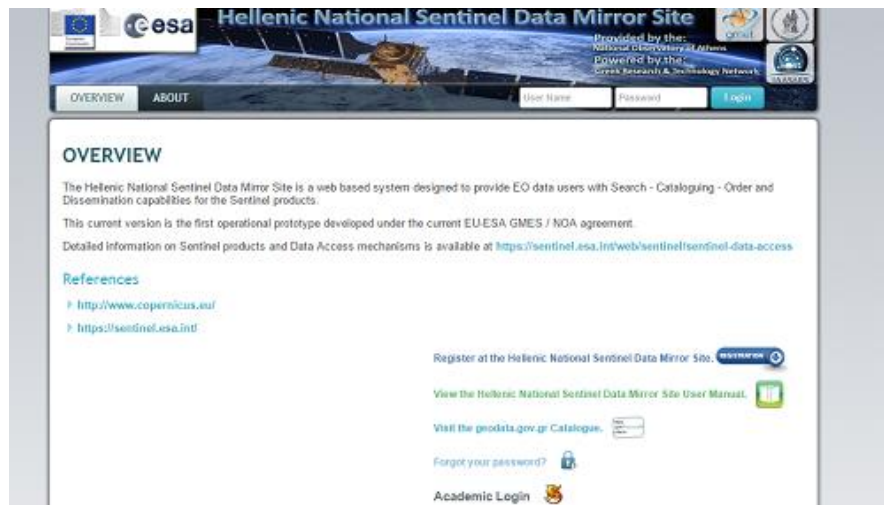 esa
Hellenic National Sentinel Data Mirror Site
Provided by the:
National Observatory of Athens
Powered by the:
Greek Research & Technology Network
OVERVIEW ABOUT User Name Password Login
OVERVIEW
The Hellenic National Sentinel Data Mirror Site is a web based system designed to provide EO data users with Search - Cataloguing - Order and
Dissemination capabilities for the Sentinel products.
This current version is the first operational prototype developed under the current EU-ESA GMES / NOA agreement.
Detailed information on Sentinel products and Data Access mechanisms is available at https://sentinel.esa.int/web/sentinel/sentinel-data-access
References
http://www.copernicus.eu/
https://sentinel.esa.int/
Register at the Hellenic National Sentinel Data Mirror Site. REGISTRATION
View the Hellenic National Sentinel Data Mirror Site User Manual.
Visit the geodata.gov.gr Catalogue.
Forgot your password?
Academic Login